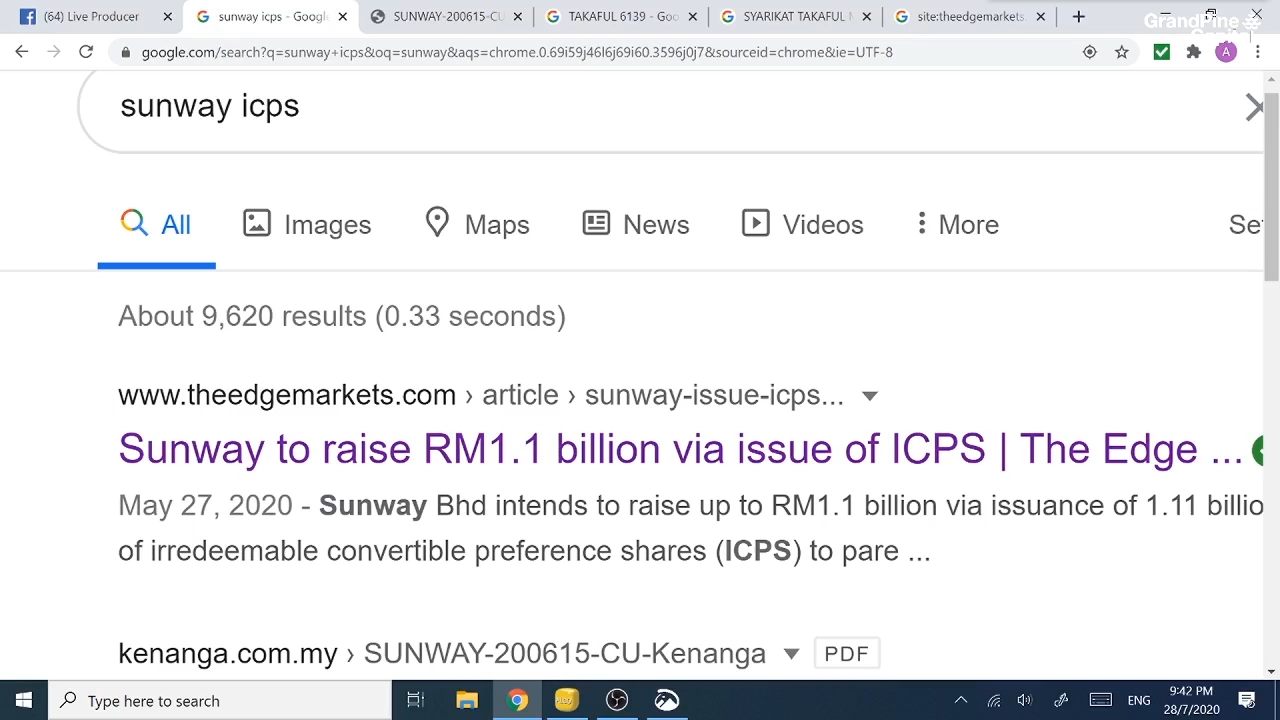 (64) Live Producer
sunway icps - Goog
SUNWAY-200615-CU
TAKAFUL 6139 - Goo
SYARIKAT TAKAFUL M
site:theedgemarkets.
GrandPine
Capital
google.com/search?q=sunway+icps&oq=sunway&aqs=chrome.0.69i59j46l6j69i60.3596j0j7&sourceid=chrome&ie=UTF-8
A
sunway icps
All
Images
Maps
News
Videos
More
Set
About 9,620 results (0.33 seconds)
www.theedgemarkets.com › article › sunway-issue-icps...
Sunway to raise RM1.1 billion via issue of ICPS | The Edge ...
May 27, 2020 - Sunway Bhd intends to raise up to RM1.1 billion via issuance of 1.11 billio
of irredeemable convertible preference shares (ICPS) to pare ...
kenanga.com.my › SUNWAY-200615-CU-Kenanga
PDF
Type here to search
ENG
9:42 PM
28/7/2020